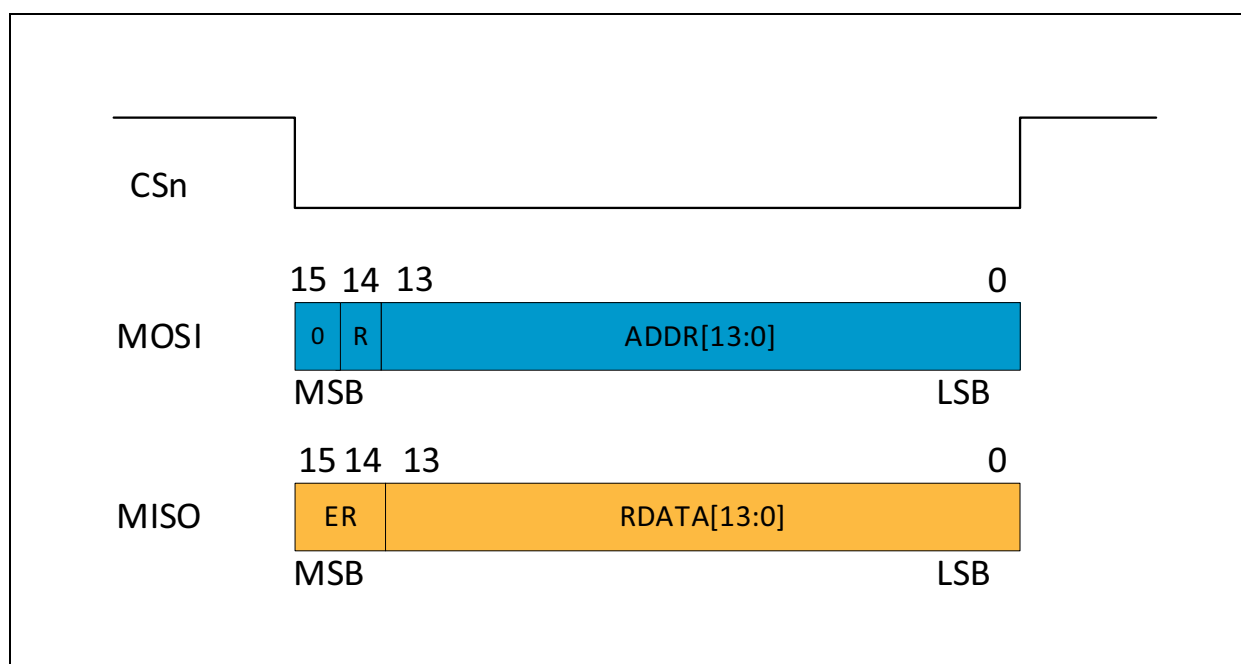 CSn
15 14 13 0
MOSI 0 R ADDR[13:0]
MSB LSB
15 14 13 0
MISO ER RDATA[13:0]
MSB LSB